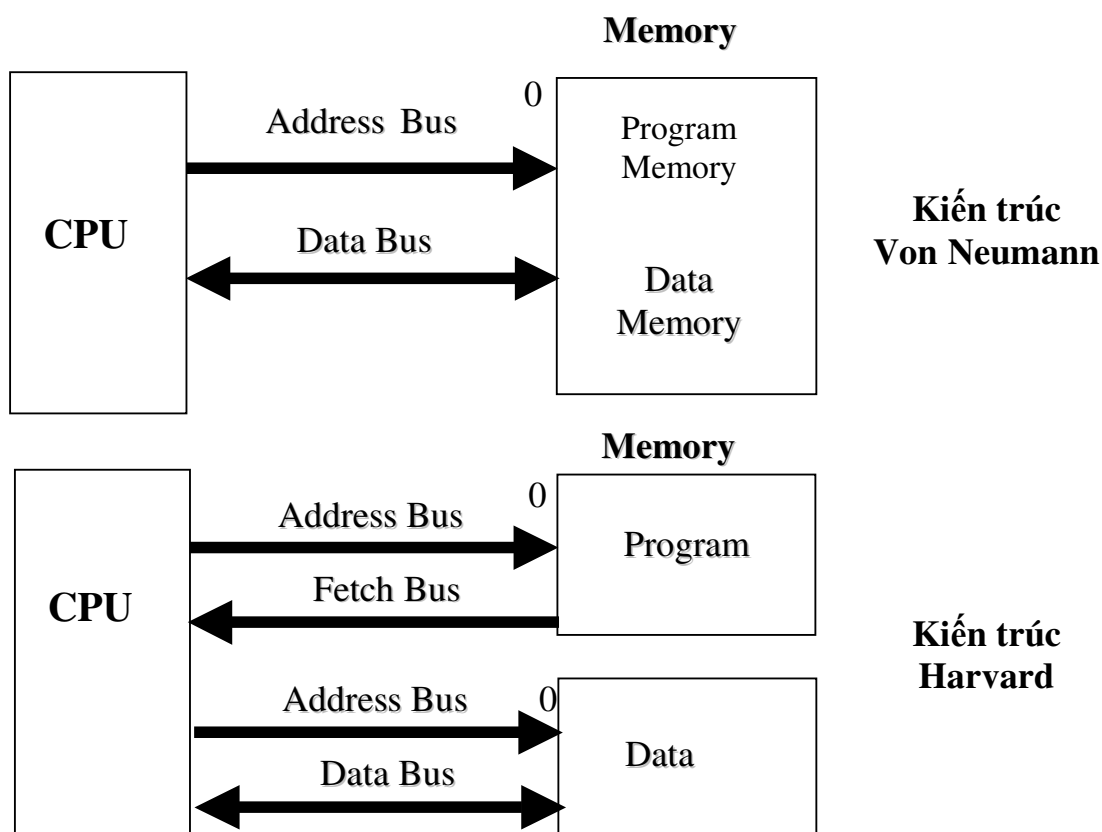 Memory
0
Address Bus
Program
Memory
CPU
Data Bus
Data
Memory
Kiến trúc
Von Neumann
Memory
0
Address Bus
Program
Fetch Bus
CPU
Address Bus
0
Data Bus
Data
Kiến trúc
Harvard